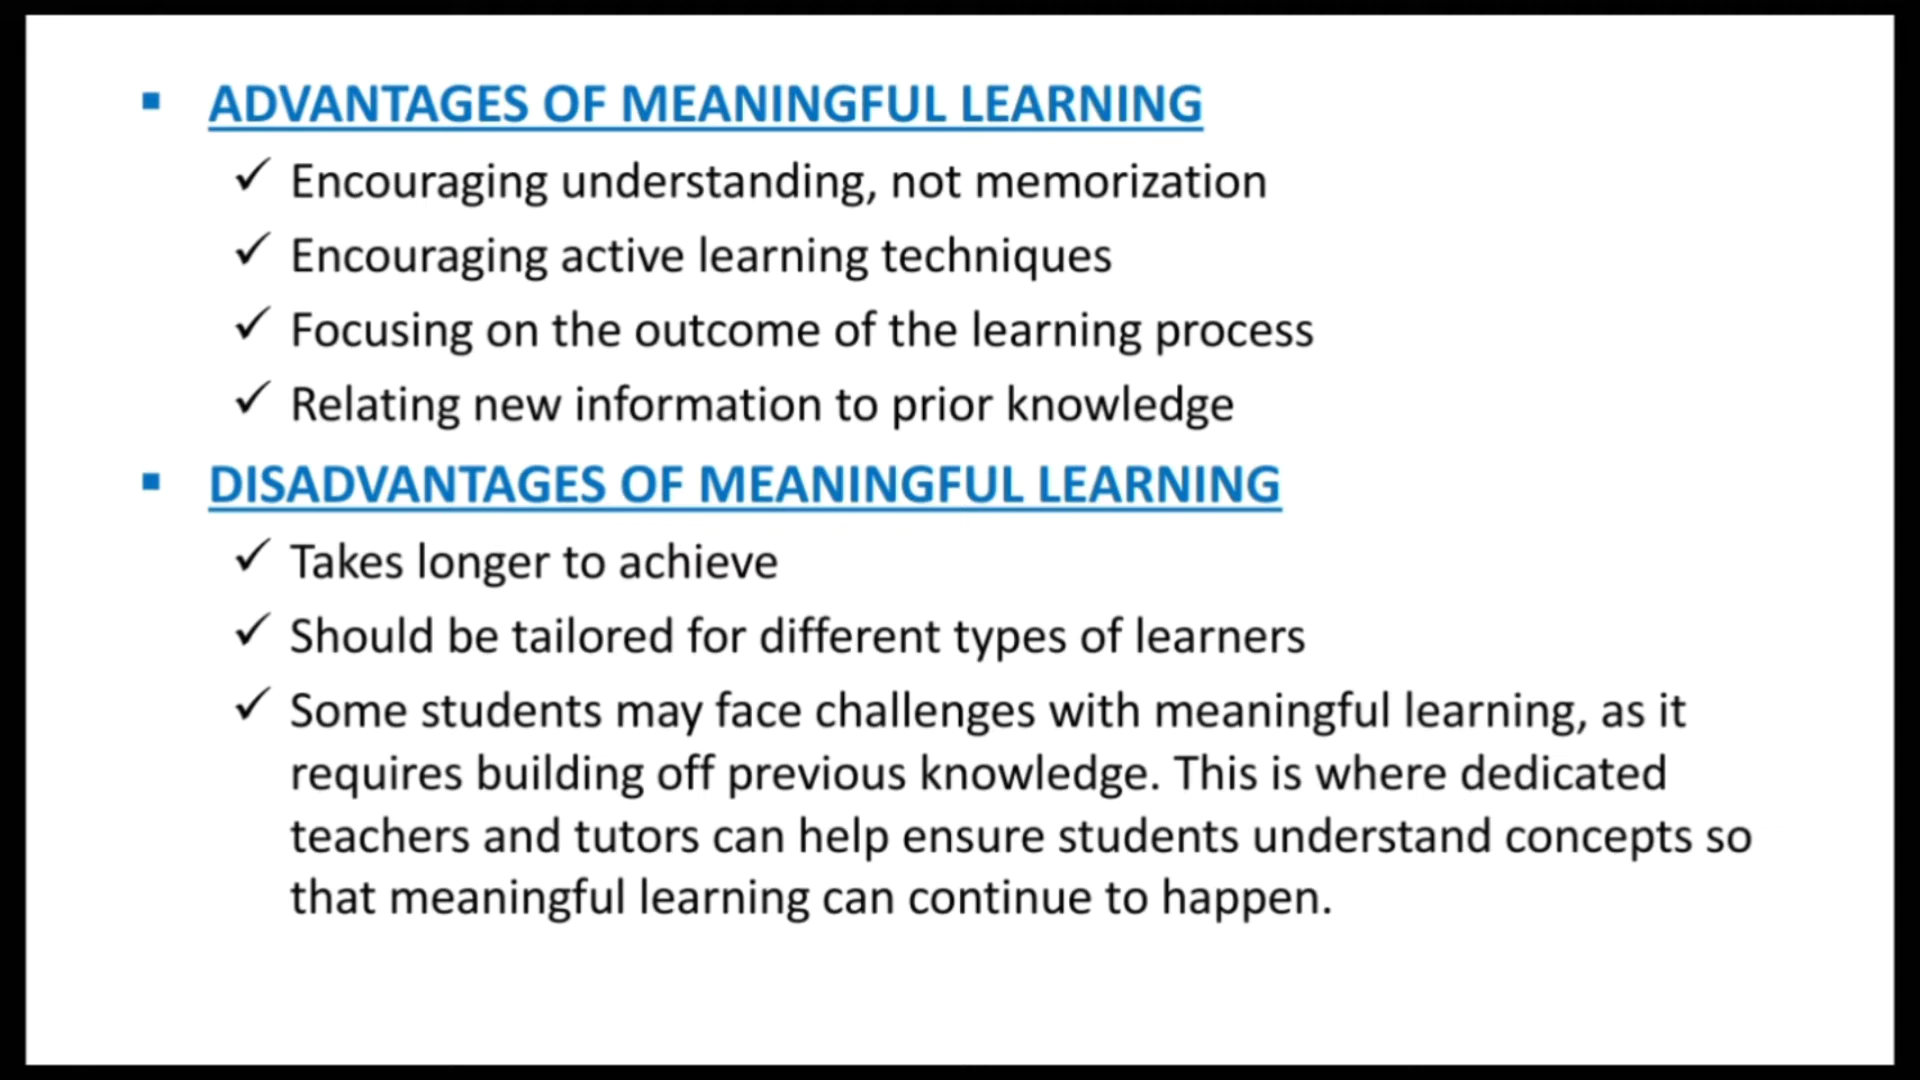 ▪ ADVANTAGES OF MEANINGFUL LEARNING
✓ Encouraging understanding, not memorization
✓ Encouraging active learning techniques
✓ Focusing on the outcome of the learning process
✓ Relating new information to prior knowledge
▪ DISADVANTAGES OF MEANINGFUL LEARNING
✓ Takes longer to achieve
✓ Should be tailored for different types of learners
✓ Some students may face challenges with meaningful learning, as it
requires building off previous knowledge. This is where dedicated
teachers and tutors can help ensure students understand concepts so
that meaningful learning can continue to happen.